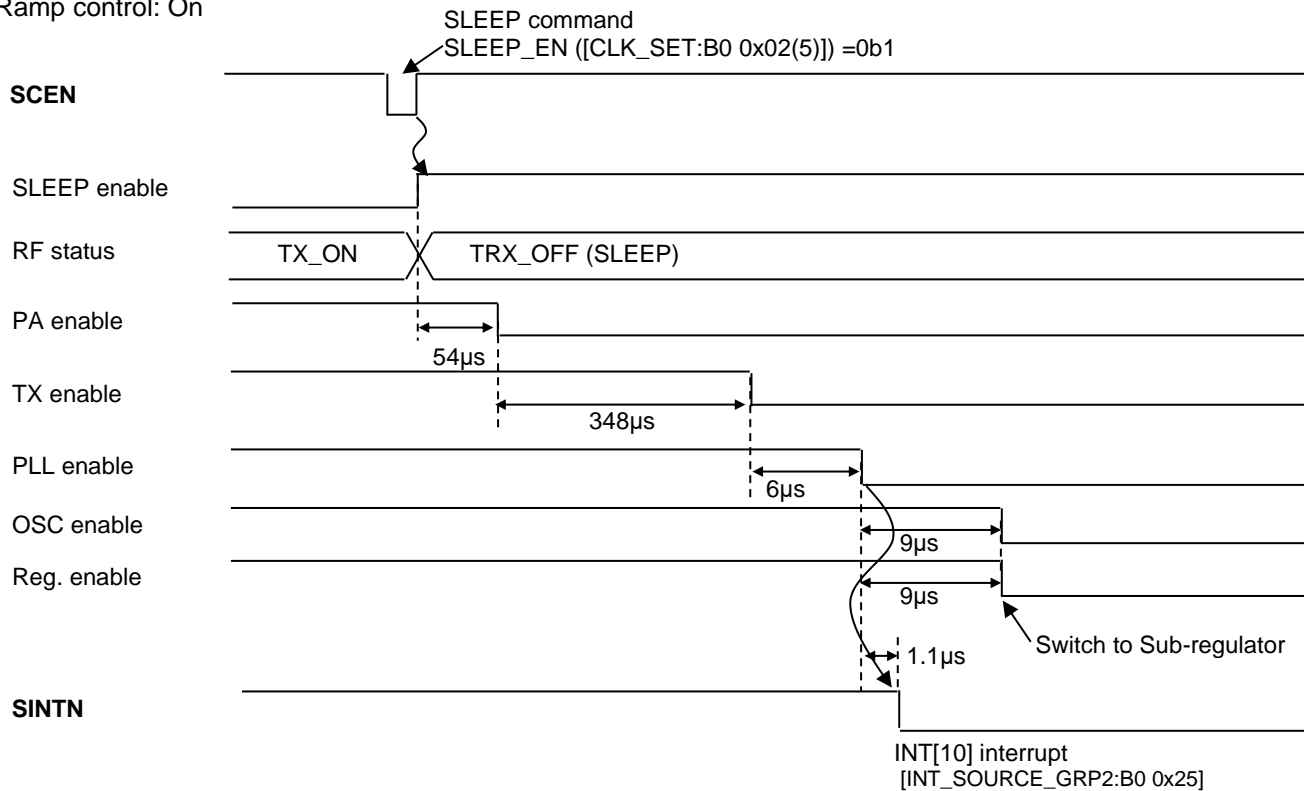 Ramp control: On
SLEEP command
SLEEP_EN ([CLK_SET:B0 0x02(5)]) =0b1
SCEN
SLEEP enable
RF status
TX_ON
TRX_OFF (SLEEP)
PA enable
54µs
TX enable
348µs
PLL enable
6µs
OSC enable
9µs
Reg. enable
9µs
Switch to Sub-regulator
1.1µs
SINTN
INT[10] interrupt
[INT_SOURCE_GRP2:B0 0x25]